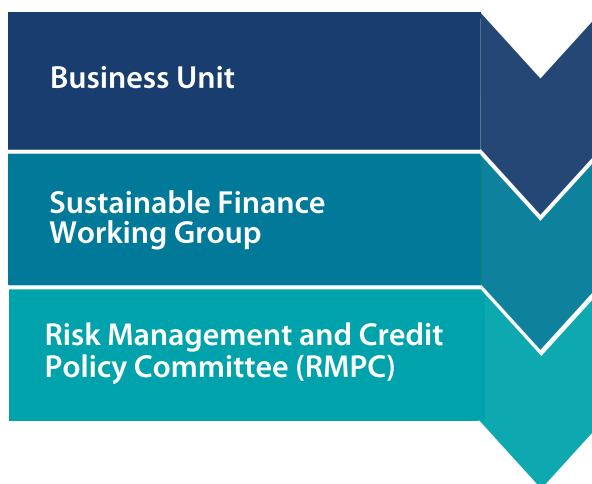 Business Unit
Sustainable Finance
Working Group
Risk Management and Credit
Policy Committee (RMPC)